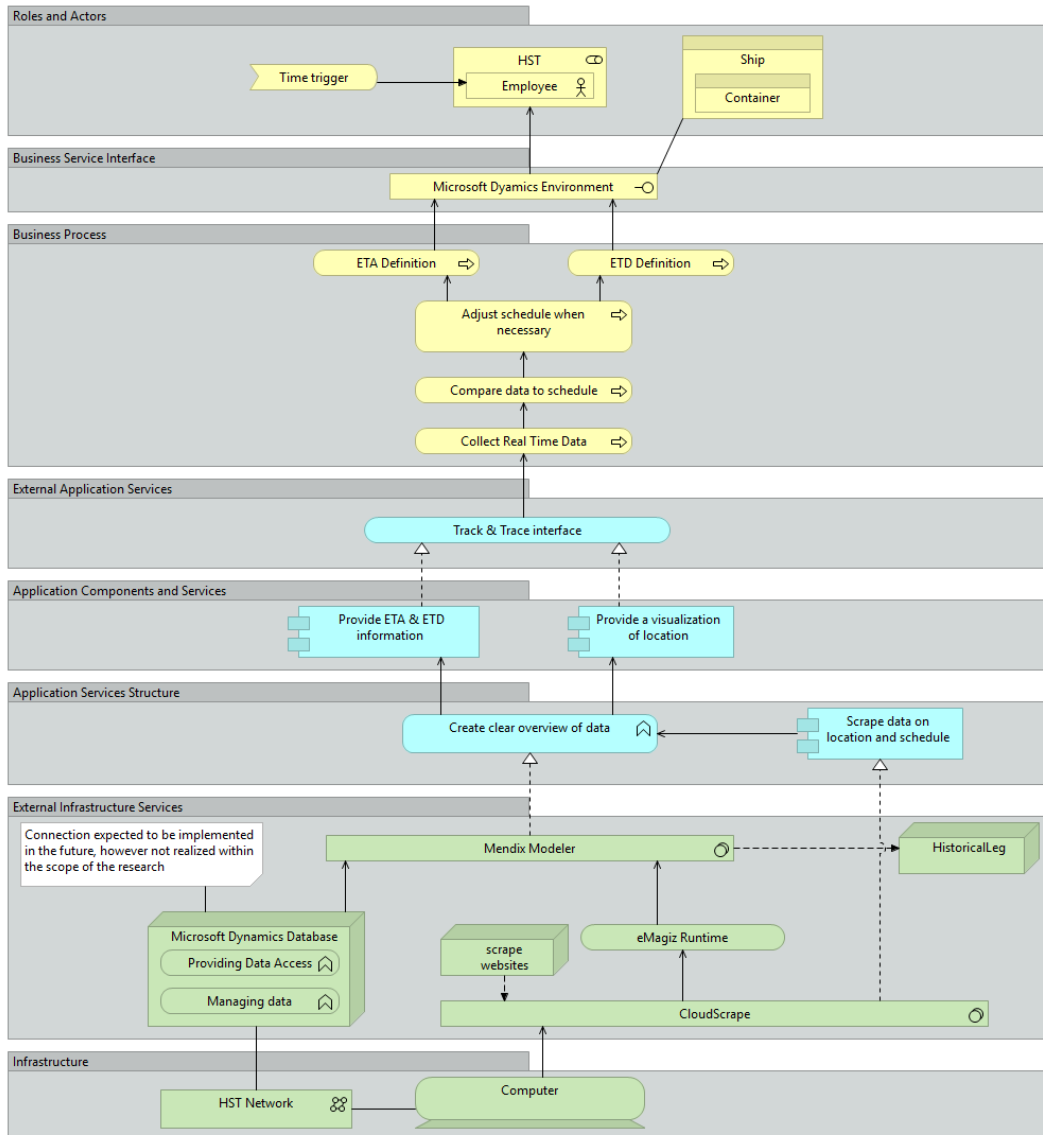 Roles and Actors
Time trigger
HST
Employee
Ship
Container
Business Service Interface
Microsoft Dyamics Environment
Business Process
ETA Definition
ETD Definition
Adjust schedule when
necessary
Compare data to schedule
Collect Real Time Data
External Application Services
Track & Trace interface
Application Components and Services
Provide ETA & ETD
information
Provide a visualization
of location
Application Services Structure
Create clear overview of data
Scrape data on
location and schedule
External Infrastructure Services
Connection expected to be implemented
in the future, however not realized within
the scope of the research
Mendix Modeler
HistoricalLeg
Microsoft Dynamics Database
Providing Data Access
Managing data
scrape
websites
eMagiz Runtime
CloudScrape
Infrastructure
HST Network
Computer